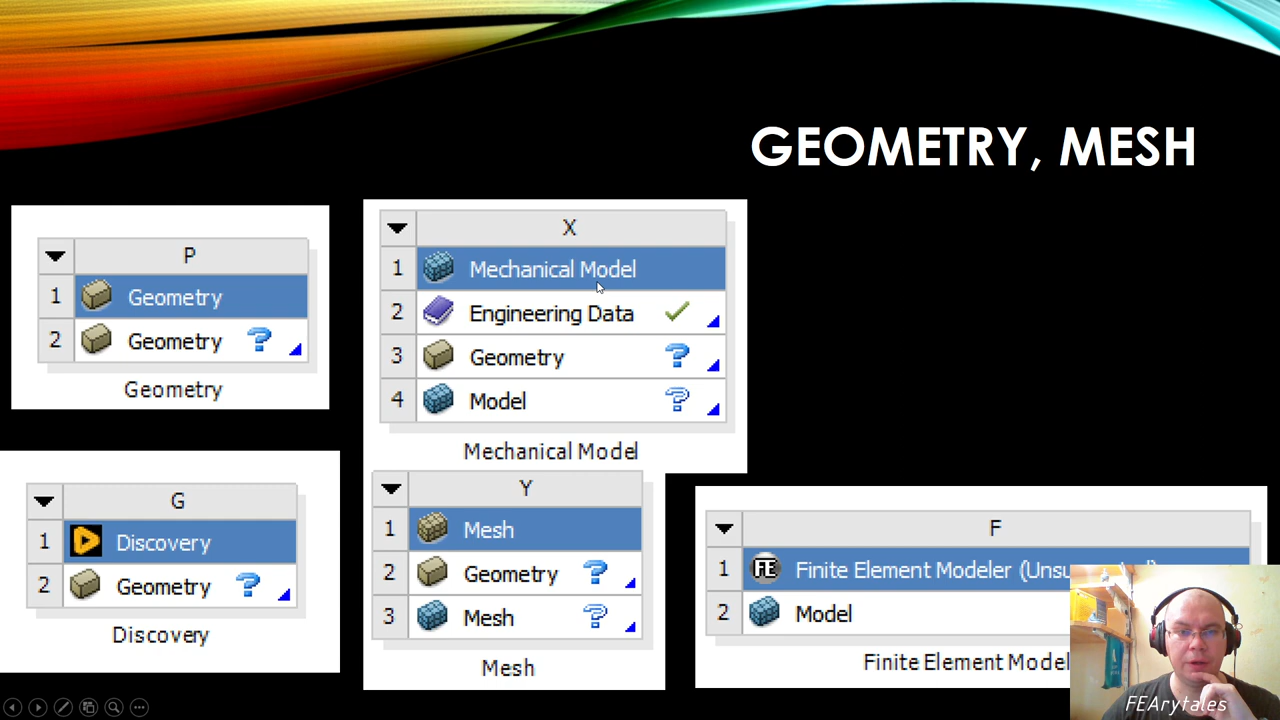 GEOMETRY, MESH
P
1 Geometry
2 Geometry ?
Geometry
X
1 Mechanical Model
2 Engineering Data
3 Geometry ?
4 Model ?
Mechanical Model
G
1 Discovery
2 Geometry ?
Discovery
Y
1 Mesh
2 Geometry ?
3 Mesh ?
Mesh
F
1 FE Finite Element Modeler
2 Model
Finite Element
FEArytales